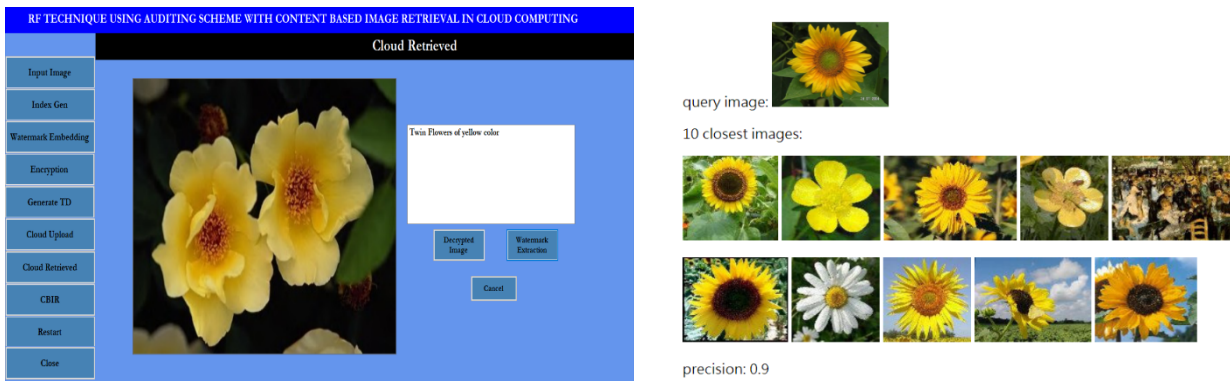 RF TECHNIQUE USING AUDITING SCHEME WITH CONTENT BASED IMAGE RETRIEVAL IN CLOUD COMPUTING
Cloud Retrieved
Input Image
Index Gen
Watermark Embedding
Encryption
Generate TD
Cloud Upload
Cloud Retrieved
CBIR
Restart
Close
Twin Flowers of yellow color
Decrypted
Image
Watermark
Extraction
Cancel
query image:
10 closest images:
precision: 0.9